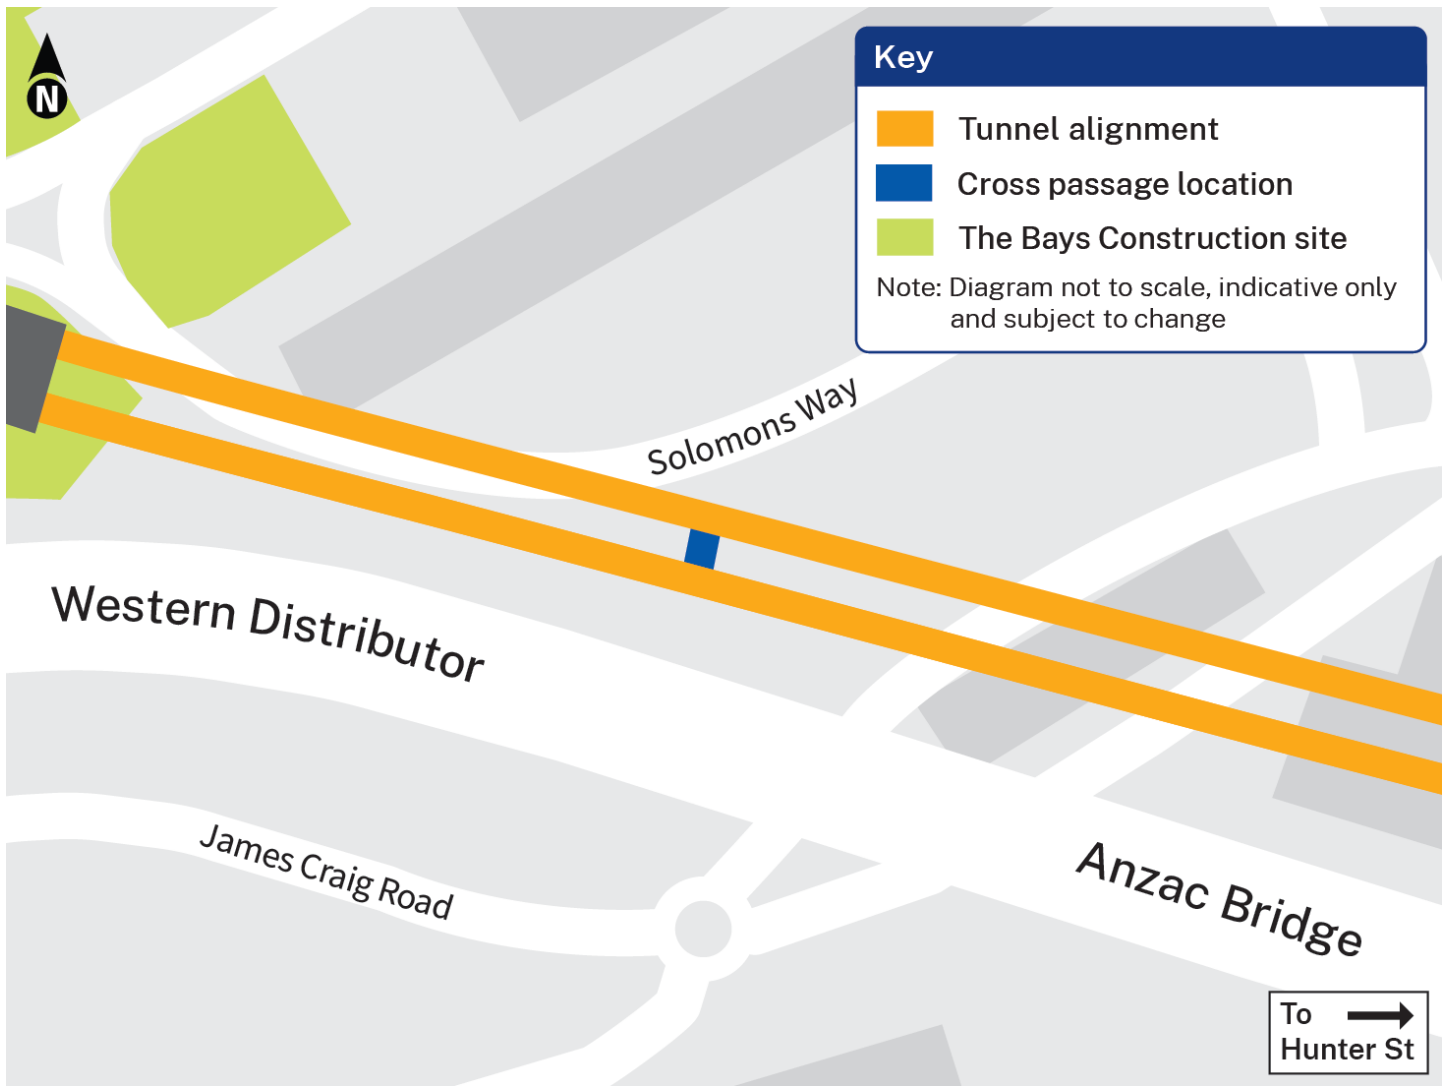 N
Key
Tunnel alignment
Cross passage location
The Bays Construction site
Note: Diagram not to scale, indicative only
and subject to change
Solomons Way
Western Distributor
James Craig Road
Anzac Bridge
To
Hunter St